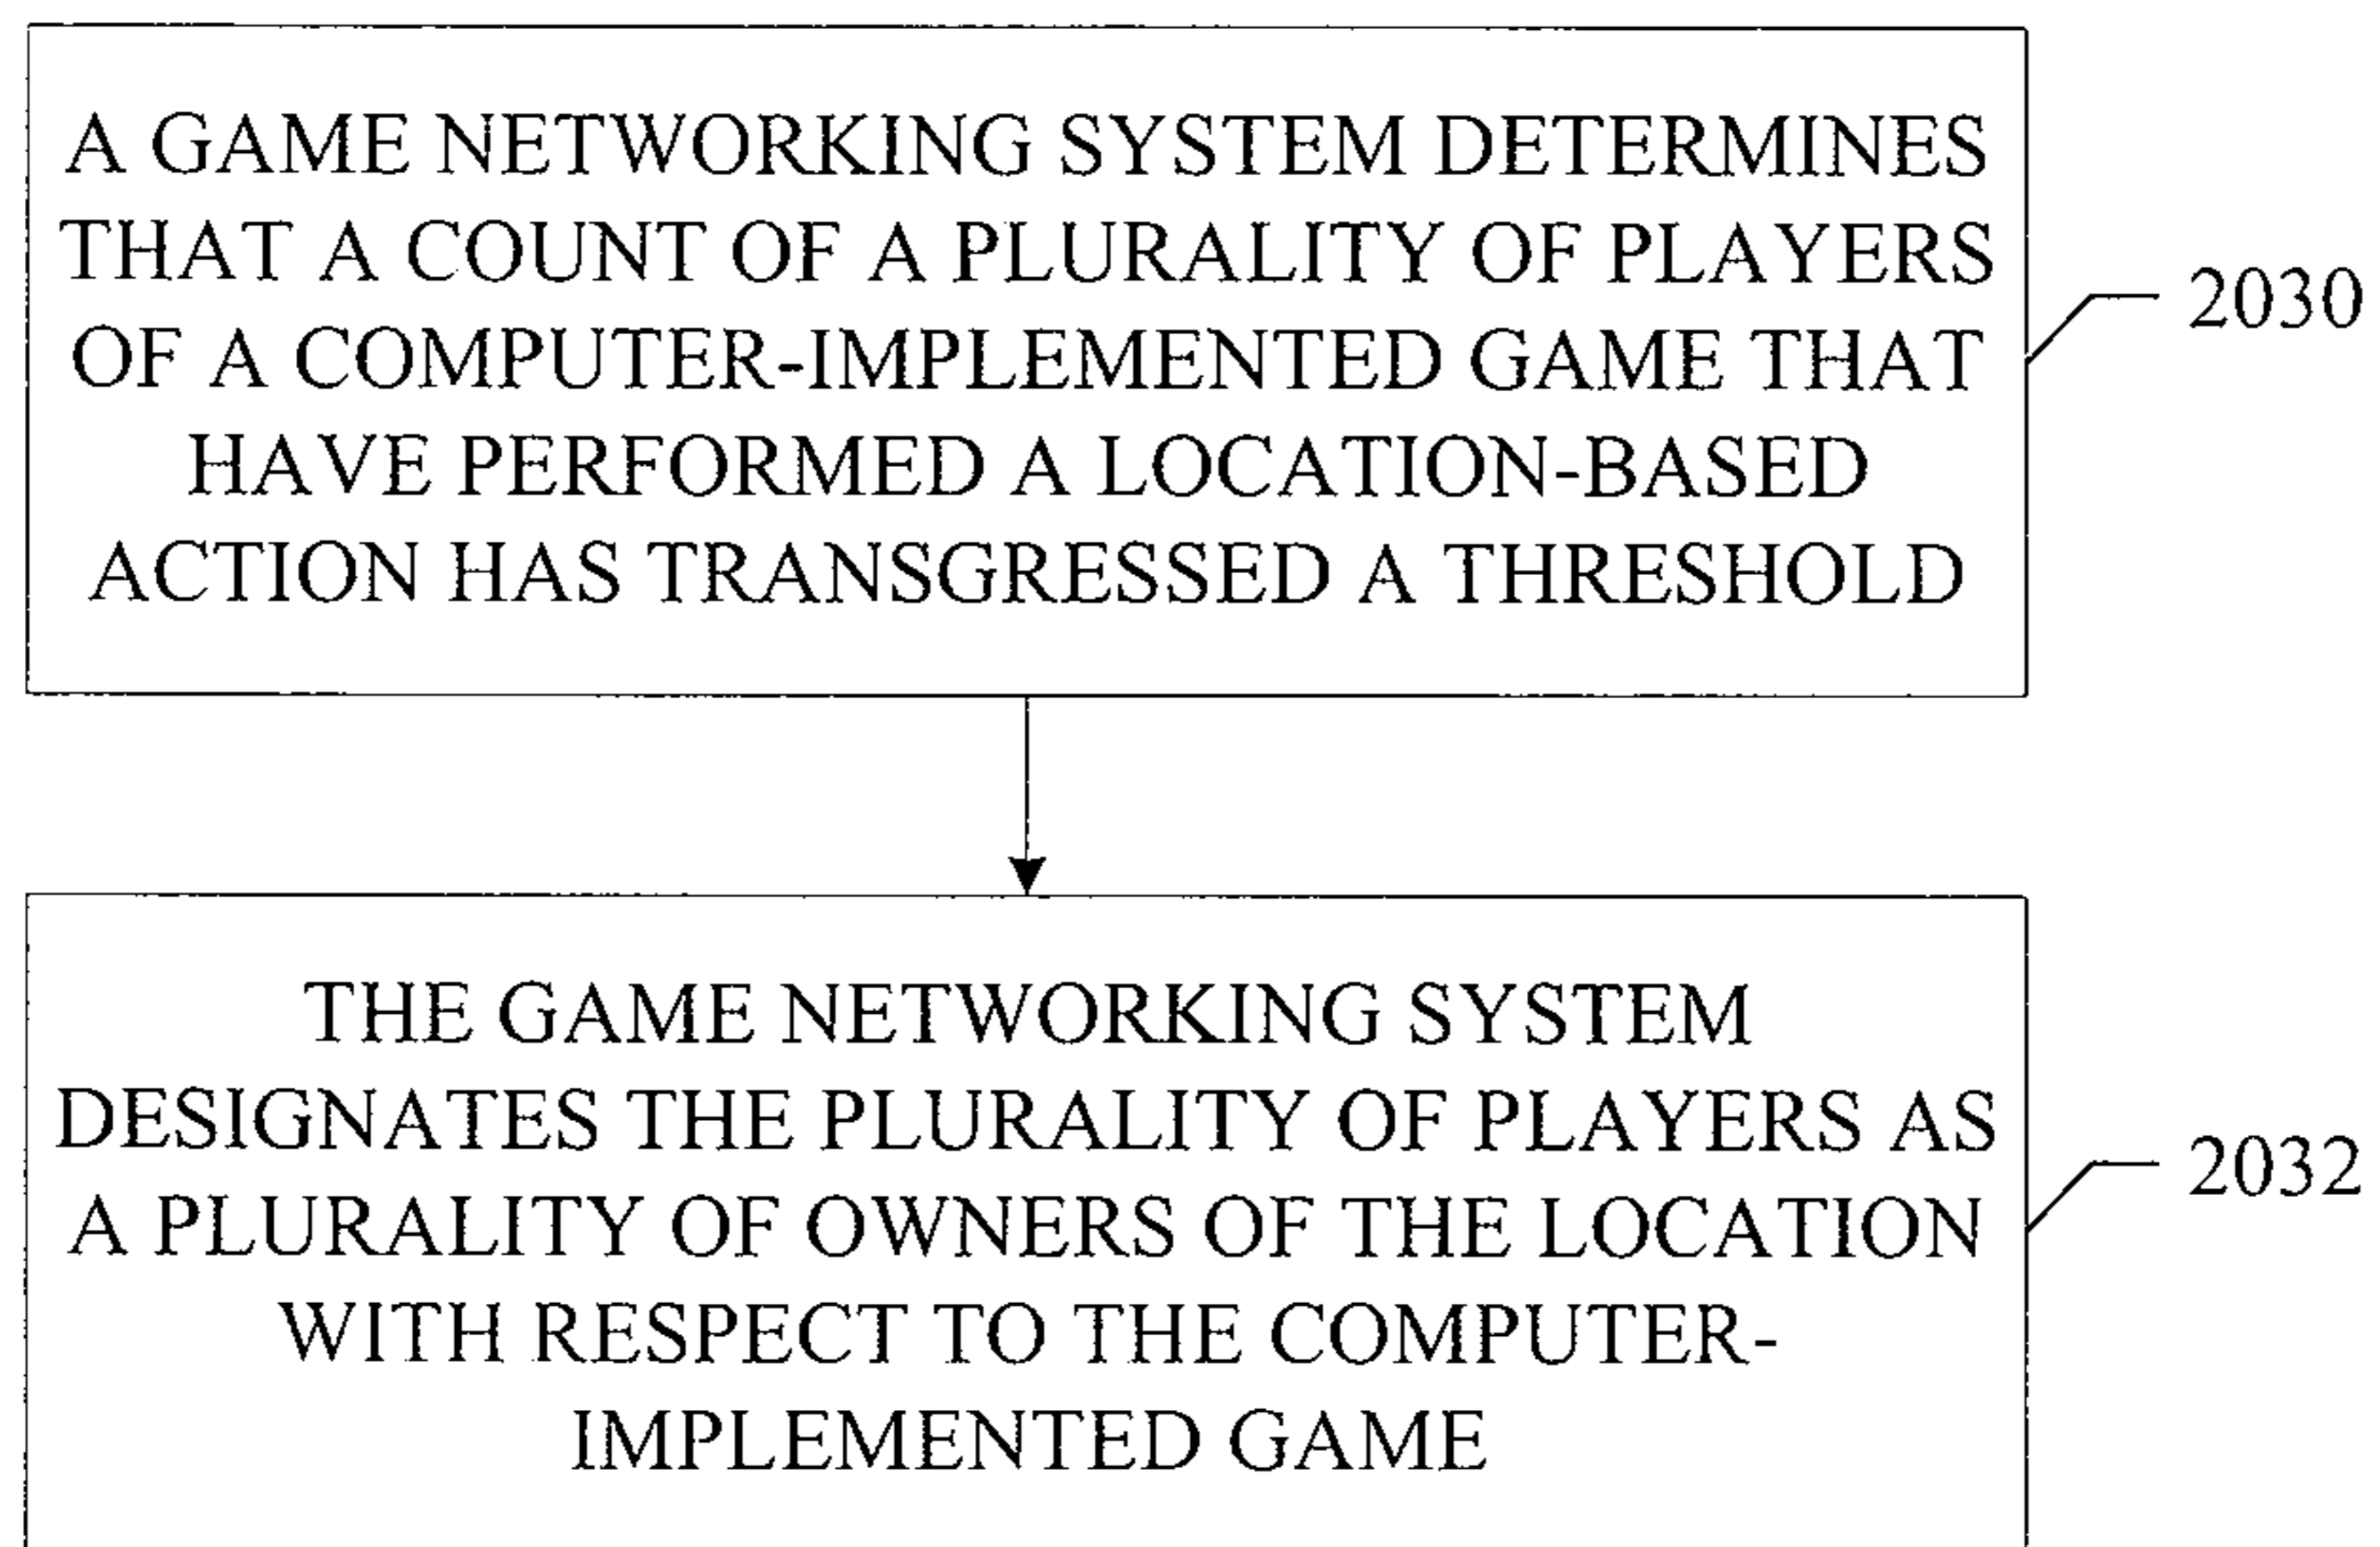 A GAME NETWORKING SYSTEM DETERMINES
THAT A COUNT OF A PLURALITY OF PLAYERS
OF A COMPUTER-IMPLEMENTED GAME THAT
HAVE PERFORMED A LOCATION-BASED
ACTION HAS TRANSGRESSED A THRESHOLD
2030
THE GAME NETWORKING SYSTEM
DESIGNATES THE PLURALITY OF PLAYERS AS
A PLURALITY OF OWNERS OF THE LOCATION
WITH RESPECT TO THE COMPUTER-
IMPLEMENTED GAME
2032